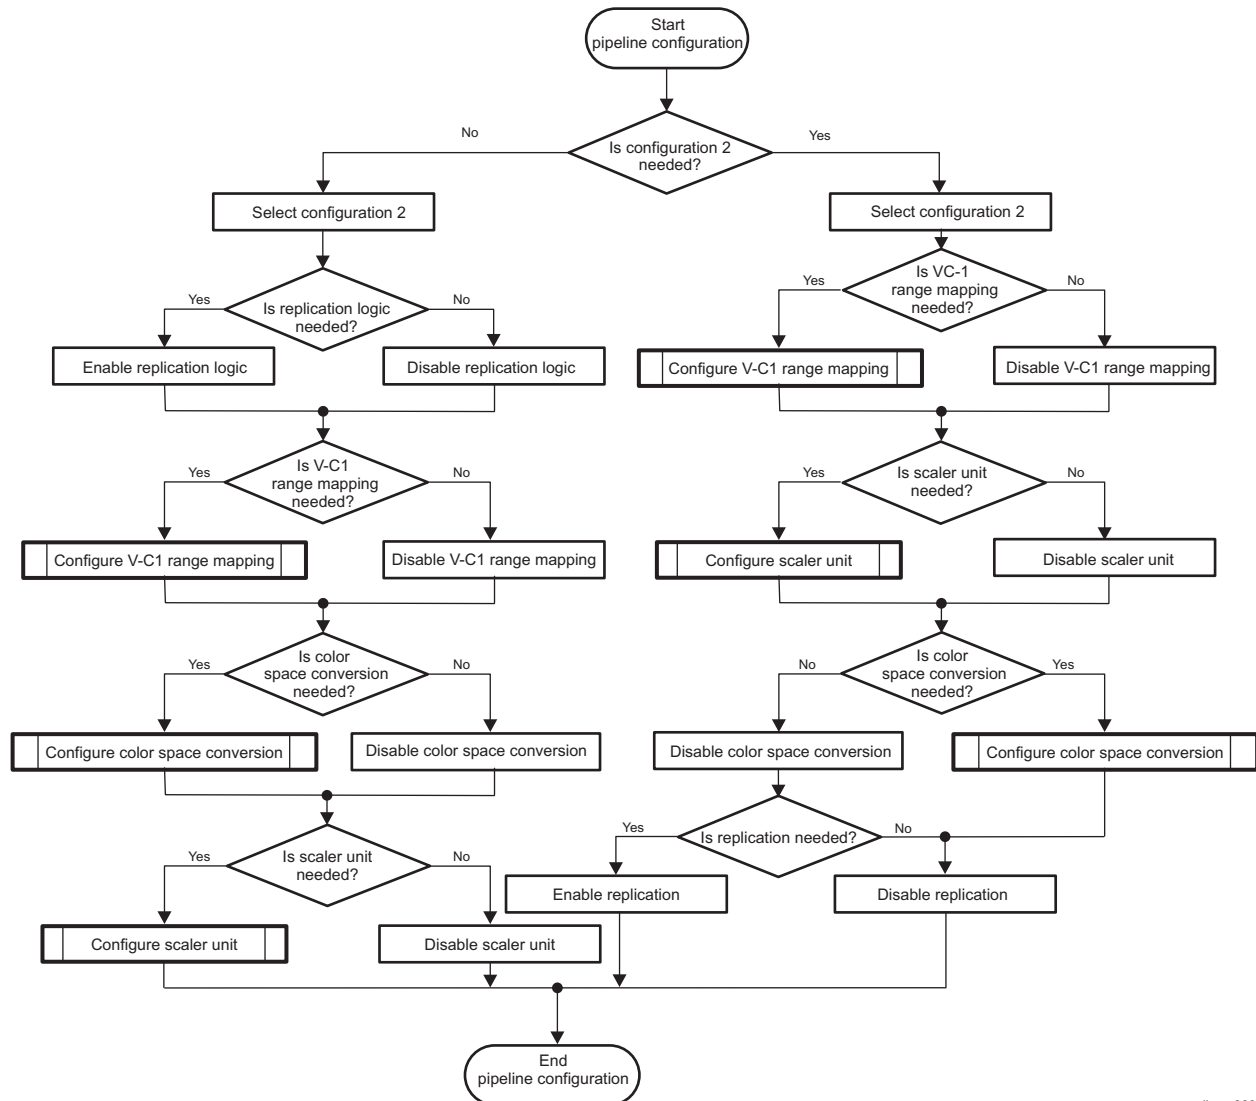 Start
pipeline configuration
No
Is configuration 2
needed?
Yes
Select configuration 2
Select configuration 2
Yes
Is replication logic
needed?
No
Yes
Is VC-1
range mapping
needed?
No
Enable replication logic
Disable replication logic
Configure V-C1 range mapping
Disable V-C1 range mapping
Yes
Is V-C1
range mapping
needed?
No
Yes
Is scaler unit
needed?
No
Configure V-C1 range mapping
Disable V-C1 range mapping
Configure scaler unit
Disable scaler unit
Yes
Is color
space conversion
needed?
No
No
Is color
space conversion
needed?
Yes
Configure color space conversion
Disable color space conversion
Disable color space conversion
Configure color space conversion
Yes
Is scaler unit
needed?
No
Yes
Is replication needed?
No
Enable replication
Disable replication
Configure scaler unit
Disable scaler unit
End
pipeline configuration